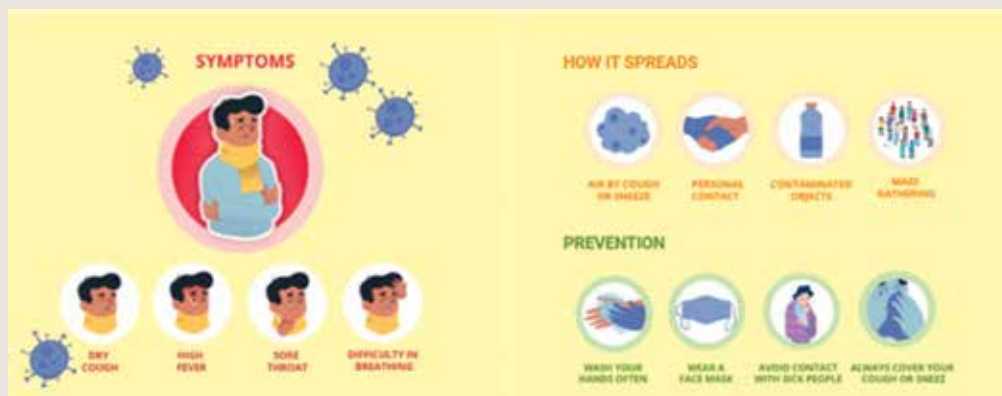 SYMPTOMS
DRY
COUGH
HIGH
FEVER
SORE
THROAT
DIFFICULTY IN
BREATHING
HOW IT SPREADS
AIR BY COUGH
OR SNEEZE
PERSONAL
CONTACT
CONTAMINATED
OBJECTS
MASS
GATHERING
PREVENTION
WASH YOUR
HANDS OFTEN
WEAR A
FACE MASK
AVOID CONTACT
WITH SICK PEOPLE
ALWAYS COVER YOUR
COUGH OR SNEEZ